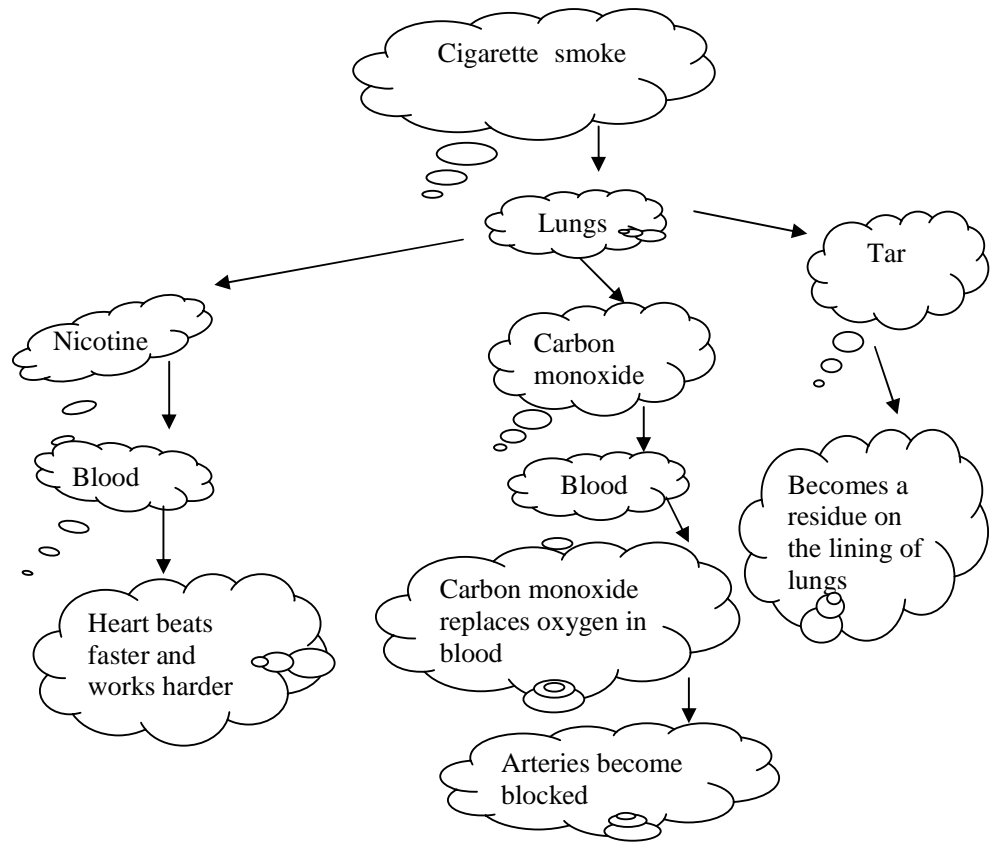 Cigarette smoke
Lungs
Tar
Nicotine
Carbon
monoxide
Blood
Blood
Becomes a
residue on
the lining of
lungs
Heart beats
faster and
works harder
Carbon monoxide
replaces oxygen in
blood
Arteries become
blocked